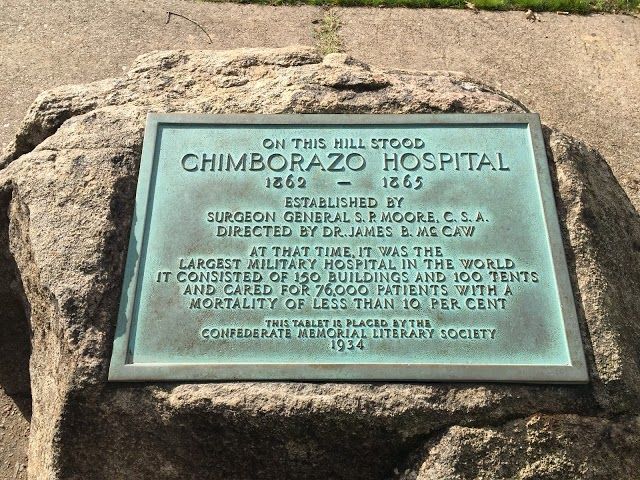 ON THIS HILL STOOD
CHIMBORAZO HOSPITAL
1862 — 1865
ESTABLISHED BY
SURGEON GENERAL S. P. MOORE, C. S. A.
DIRECTED BY DR. JAMES B. MC CAW
AT THAT TIME, IT WAS THE
LARGEST MILITARY HOSPITAL IN THE WORLD
IT CONSISTED OF 150 BUILDINGS AND 100 TENTS
AND CARED FOR 76,000 PATIENTS WITH A
MORTALITY OF LESS THAN 10 PER CENT
THIS TABLET IS PLACED BY THE
CONFEDERATE MEMORIAL LITERARY SOCIETY
1934